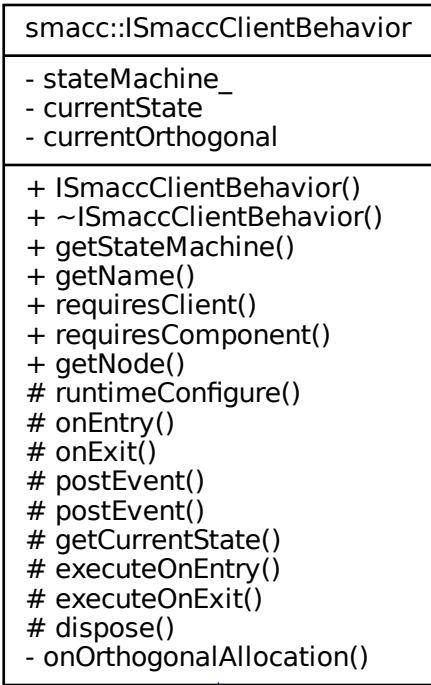 smacc::ISmaccClientBehavior
- stateMachine_
- currentState
- currentOrthogonal
+ ISmaccClientBehavior()
+ ~ISmaccClientBehavior()
+ getStateMachine()
+ getName()
+ requiresClient()
+ requiresComponent()
+ getNode()
# runtimeConfigure()
# onEntry()
# onExit()
# postEvent()
# postEvent()
# getCurrentState()
# executeOnEntry()
# executeOnExit()
# dispose()
- onOrthogonalAllocation()